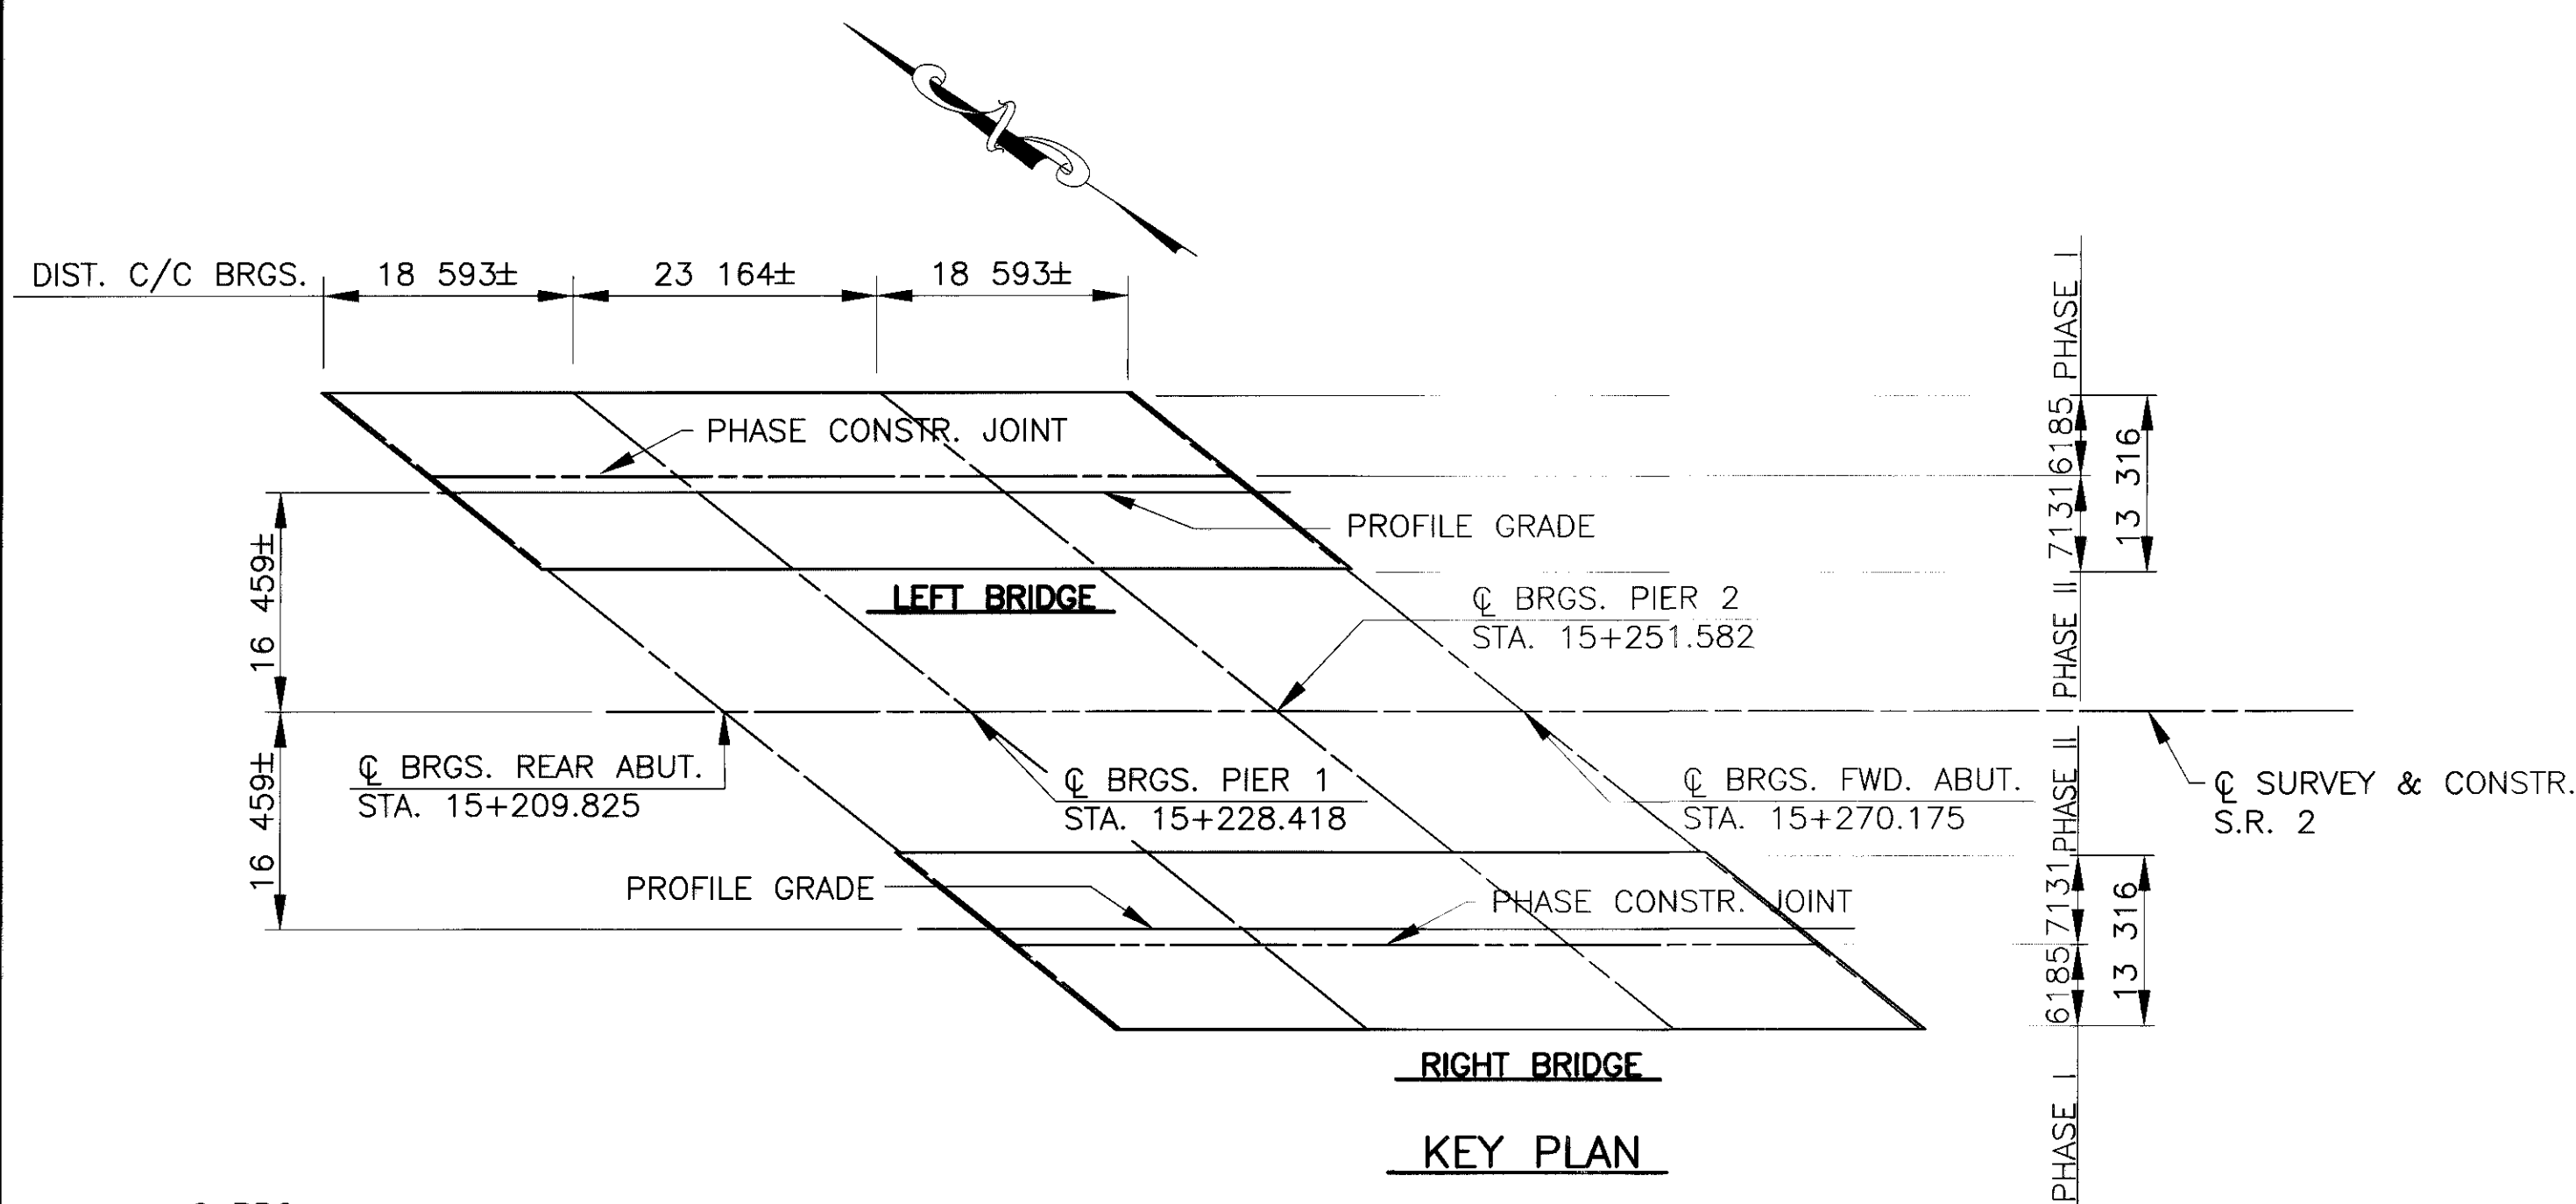 DIST. C/C BRGS.
18 593±
23 164±
18 593±
PHASE I
6185
13 316
7131
PHASE II
PHASE CONSTR. JOINT
PROFILE GRADE
16 459±
LEFT BRIDGE
℄ BRGS. PIER 2
STA. 15+251.582
℄ BRGS. REAR ABUT.
STA. 15+209.825
16 459±
℄ BRGS. PIER 1
STA. 15+228.418
℄ BRGS. FWD. ABUT.
STA. 15+270.175
PHASE II
℄ SURVEY & CONSTR.
S.R. 2
PROFILE GRADE
PHASE CONSTR. JOINT
7131
13 316
6185
PHASE I
RIGHT BRIDGE
KEY PLAN